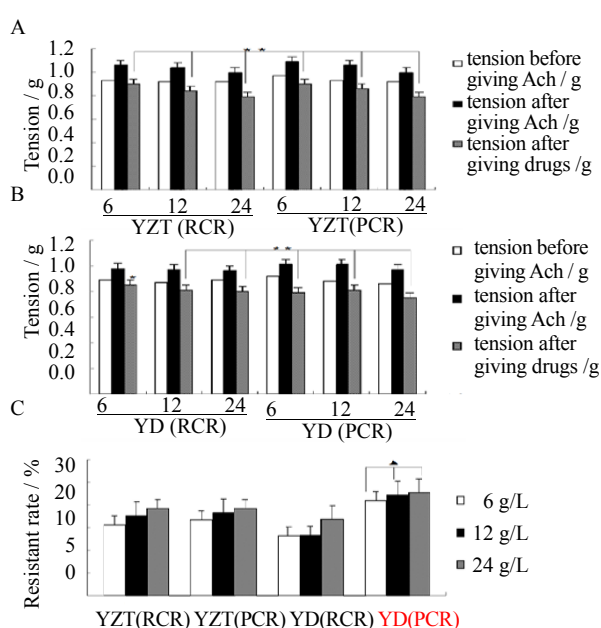 A
Tension / g
1.2
1.0
0.8
0.6
0.4
0.2
0.0
**
6 12 24 6 12 24
YZT (RCR) YZT(PCR)
tension before
giving Ach / g
tension after
giving Ach /g
tension after
giving drugs /g
B
Tension / g
1.2
1.0
0.8
0.6
0.4
0.2
0.0
*
**
6 12 24 6 12 24
YD (RCR) YD (PCR)
tension before
giving Ach / g
tension after
giving Ach /g
tension after
giving drugs /g
C
Resistant rate / %
30
20
15
10
5
0
YZT(RCR) YZT(PCR) YD(RCR) YD(PCR)
6 g/L
12 g/L
24 g/L